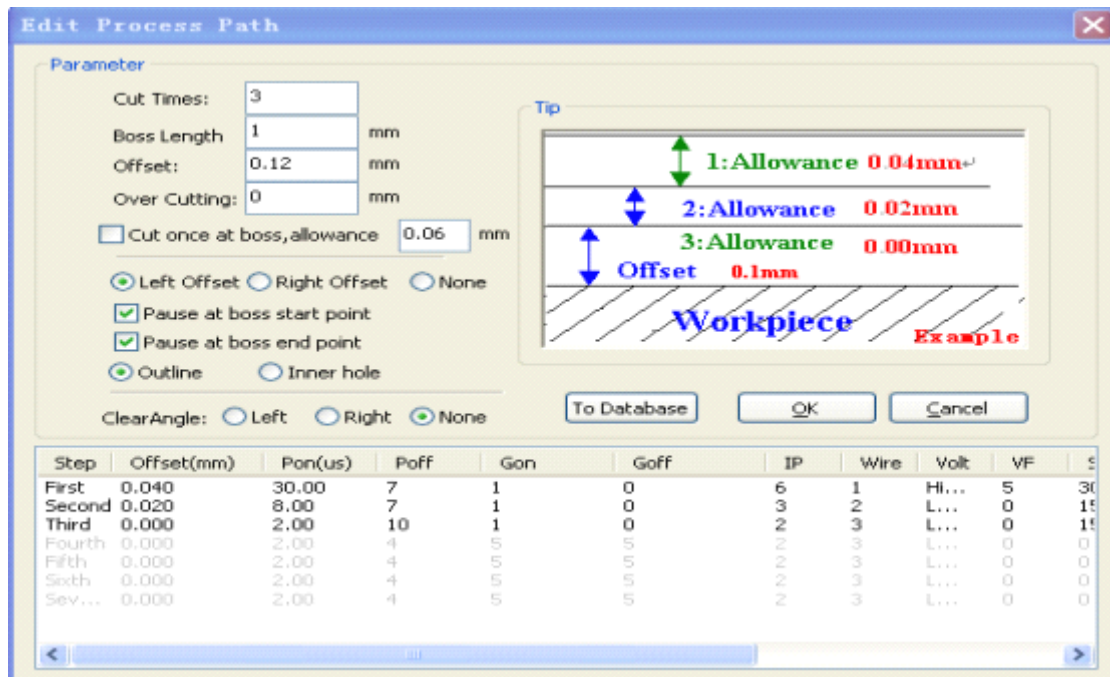 Edit Process Path
Parameter
Cut Times: 3
Boss Length 1 mm
Offset: 0.12 mm
Over Cutting: 0 mm
Cut once at boss,allowance 0.06 mm
Left Offset Right Offset None
Pause at boss start point
Pause at boss end point
Outline Inner hole
ClearAngle: Left Right None
Tip
1:Allowance 0.04mm↵
2:Allowance 0.02mm
3:Allowance 0.00mm
Offset 0.1mm
Workpiece
Example
To Database OK Cancel
Step Offset(mm) Pon(us) Poff Gon Goff IP Wire Volt VF
First 0.040 30.00 7 1 0 6 1 Hi... 5
Second 0.020 8.00 7 1 0 3 2 L... 0
Third 0.000 2.00 10 1 0 2 3 L... 0
Fourth 0.000 2.00 4 5 5 2 3 L... 0 0
Fifth 0.000 2.00 4 5 5 2 3 L... 0 0
Sixth 0.000 2.00 4 5 5 2 3 L... 0 0
Sev... 0.000 2.00 4 5 5 2 3 L... 0 0